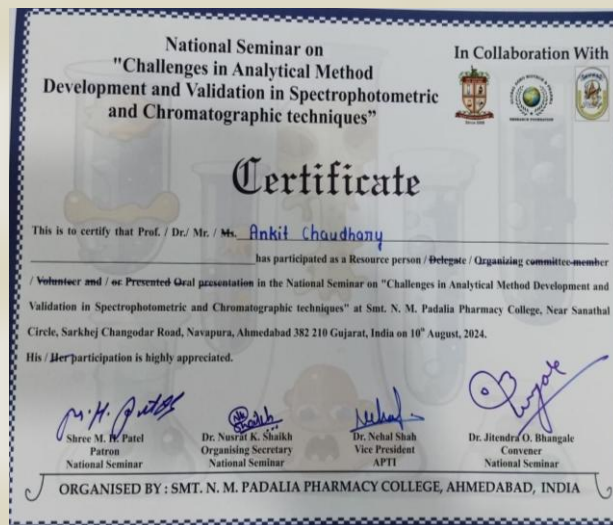 National Seminar on
"Challenges in Analytical Method
Development and Validation in Spectrophotometric
and Chromatographic techniques"
In Collaboration With
Since 2006
RESEARCH FOUNDATION
Certificate
This is to certify that Prof. / Dr./ Mr. / Ms. Ankit Chaudhary
has participated as a Resource person / Delegate / Organizing committee member
/ Volunteer and / or Presented Oral presentation in the National Seminar on "Challenges in Analytical Method Development and
Validation in Spectrophotometric and Chromatographic techniques" at Smt. N. M. Padalia Pharmacy College, Near Sanathal
Circle, Sarkhej Changodar Road, Navapura, Ahmedabad 382 210 Gujarat, India on 10th August, 2024.
His / Her participation is highly appreciated.
Shree M. H. Patel
Patron
National Seminar
Dr. Nusrat K. Shaikh
Organising Secretary
National Seminar
Dr. Nehal Shah
Vice President
APTI
Dr. Jitendra O. Bhangale
Convener
National Seminar
ORGANISED BY : SMT. N. M. PADALIA PHARMACY COLLEGE, AHMEDABAD, INDIA